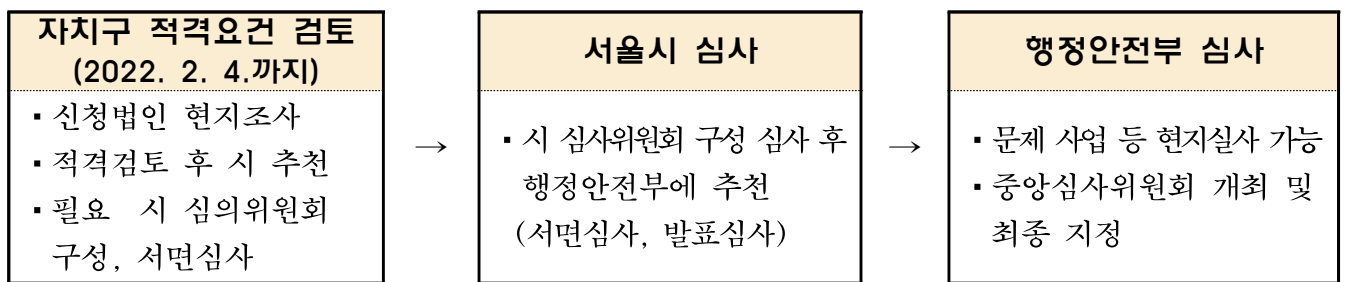 자치구 적격요건 검토
(2022. 2. 4.까지)
▪ 신청법인 현지조사
▪ 적격검토 후 시 추천
▪ 필요 시 심의위원회
구성, 서면심사
→
서울시 심사
▪ 시 심사위원회 구성 심사 후
행정안전부에 추천
(서면심사, 발표심사)
→
행정안전부 심사
▪ 문제 사업 등 현지실사 가능
▪ 중앙심사위원회 개최 및
최종 지정